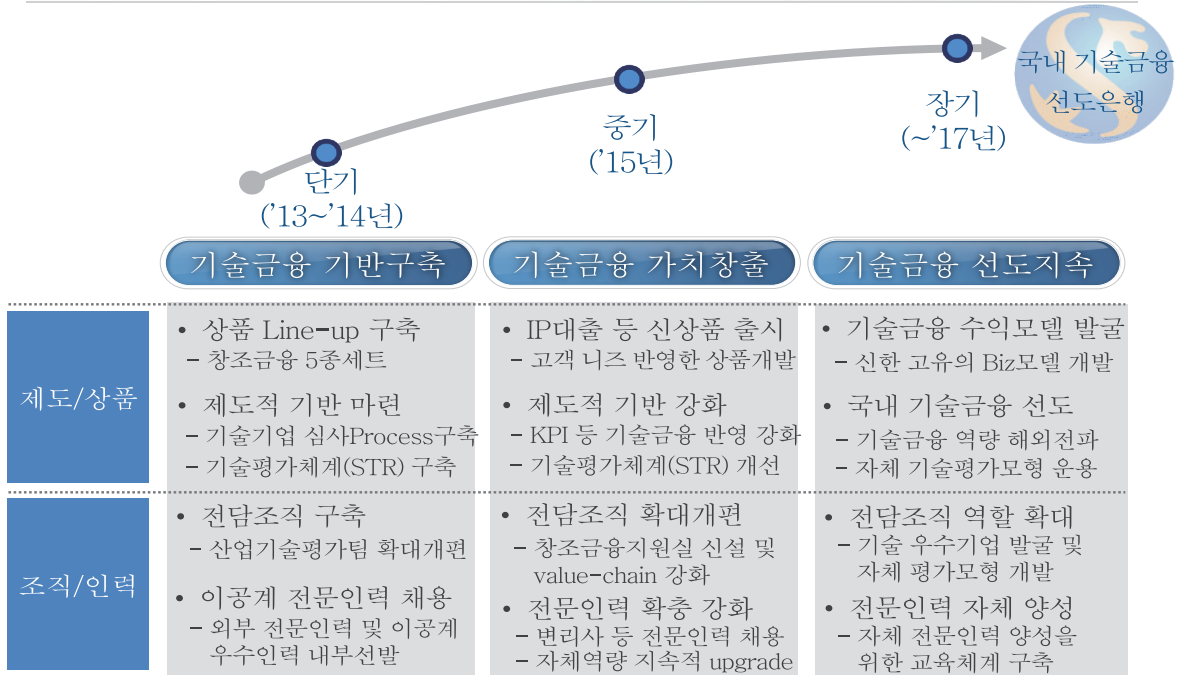 국내 기술금융
선도은행
장기
(~’17년)
중기
(’15년)
단기
(’13~’14년)
기술금융 기반구축
기술금융 가치창출
기술금융 선도지속
제도/상품
• 상품 Line-up 구축
- 창조금융 5종세트
• 제도적 기반 마련
- 기술기업 심사Process구축
- 기술평가체계(STR) 구축
• IP대출 등 신상품 출시
- 고객 니즈 반영한 상품개발
• 제도적 기반 강화
- KPI 등 기술금융 반영 강화
- 기술평가체계(STR) 개선
• 기술금융 수익모델 발굴
- 신한 고유의 Biz모델 개발
• 국내 기술금융 선도
- 기술금융 역량 해외전파
- 자체 기술평가모형 운용
조직/인력
• 전담조직 구축
- 산업기술평가팀 확대개편
• 이공계 전문인력 채용
- 외부 전문인력 및 이공계
우수인력 내부선발
• 전담조직 확대개편
- 창조금융지원실 신설 및
value-chain 강화
• 전문인력 확충 강화
- 변리사 등 전문인력 채용
- 자체역량 지속적 upgrade
• 전담조직 역할 확대
- 기술 우수기업 발굴 및
자체 평가모형 개발
• 전문인력 자체 양성
- 자체 전문인력 양성을
위한 교육체계 구축